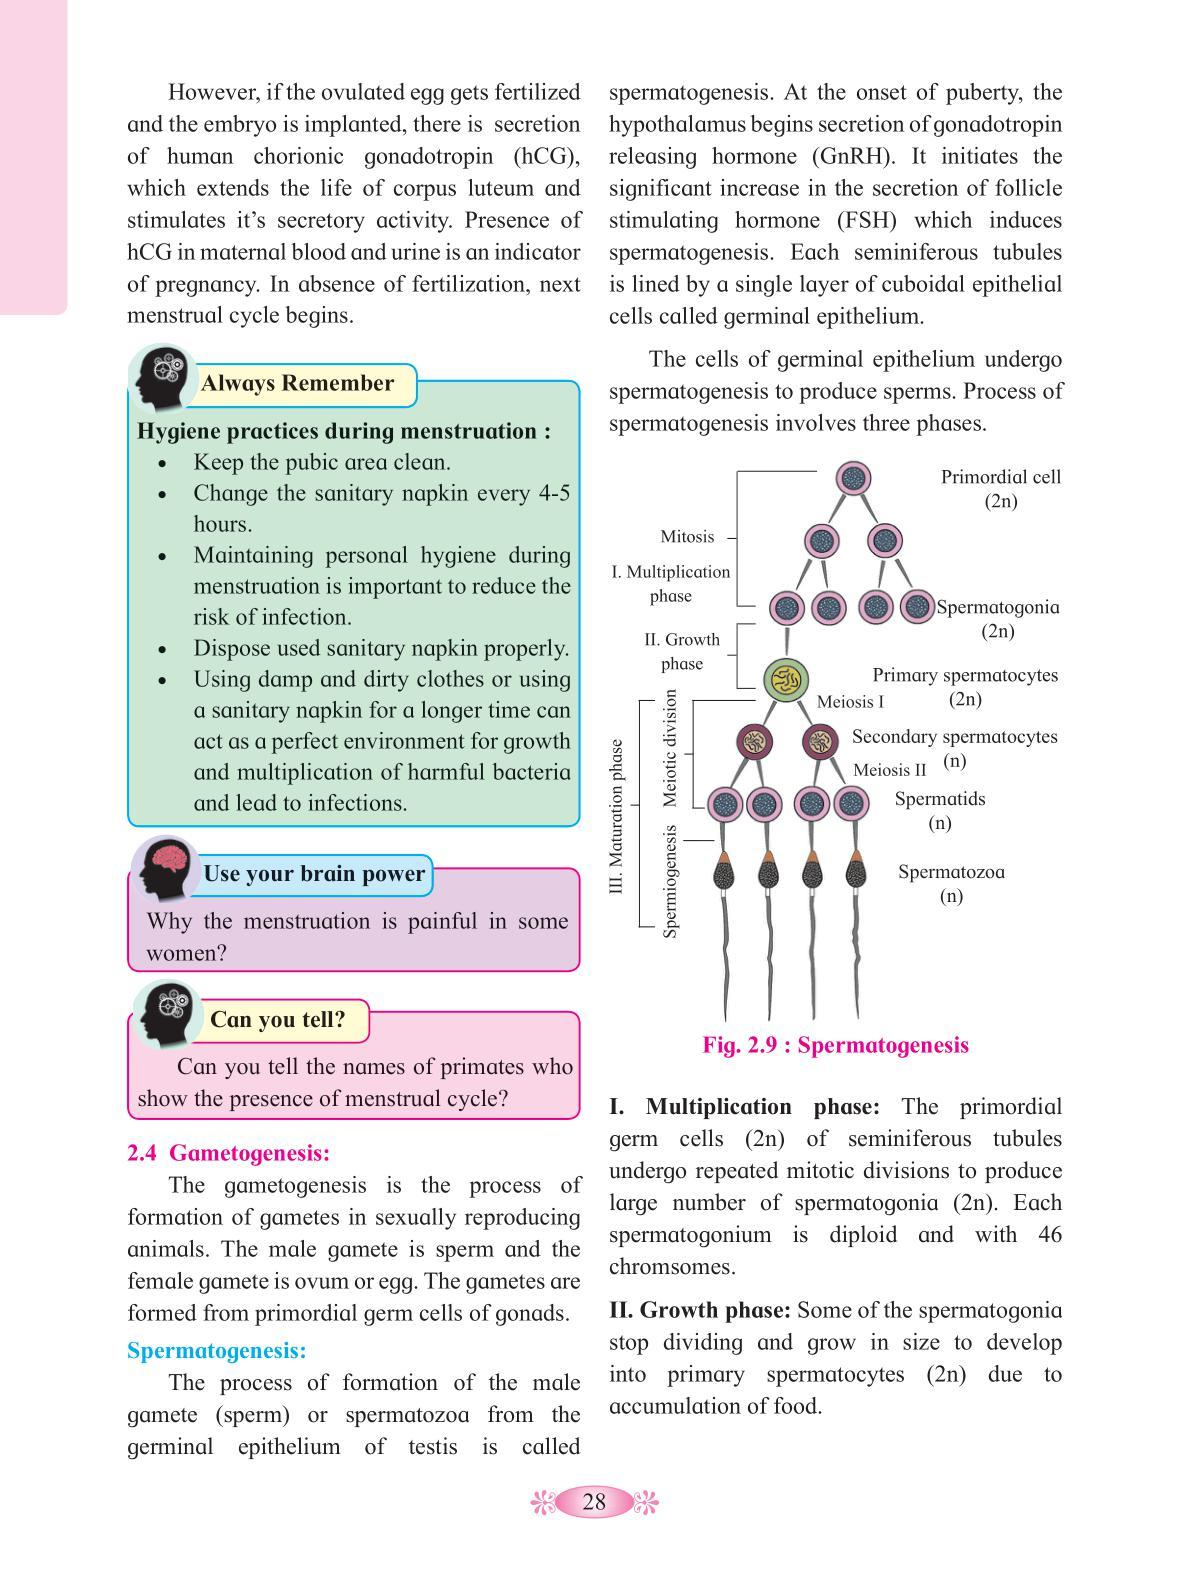 However, if the ovulated egg gets fertilized
and the embryo is implanted, there is secretion
of human chorionic gonadotropin (hCG),
which extends the life of corpus luteum and
stimulates it's secretory activity. Presence of
hCG in maternal blood and urine is an indicator
of pregnancy. In absence of fertilization, next
menstrual cycle begins.
Always Remember
Hygiene practices during menstruation :
• Keep the pubic area clean.
• Change the sanitary napkin every 4-5
hours.
• Maintaining personal hygiene during
menstruation is important to reduce the
risk of infection.
• Dispose used sanitary napkin properly.
• Using damp and dirty clothes or using
a sanitary napkin for a longer time can
act as a perfect environment for growth
and multiplication of harmful bacteria
and lead to infections.
Use your brain power
Why the menstruation is painful in some
women?
Can you tell?
Can you tell the names of primates who
show the presence of menstrual cycle?
2.4 Gametogenesis:
The gametogenesis is the process of
formation of gametes in sexually reproducing
animals. The male gamete is sperm and the
female gamete is ovum or egg. The gametes are
formed from primordial germ cells of gonads.
Spermatogenesis:
The process of formation of the male
gamete (sperm) or spermatozoa from the
germinal epithelium of testis is called
spermatogenesis. At the onset of puberty, the
hypothalamus begins secretion of gonadotropin
releasing hormone (GnRH). It initiates the
significant increase in the secretion of follicle
stimulating hormone (FSH) which induces
spermatogenesis. Each seminiferous tubules
is lined by a single layer of cuboidal epithelial
cells called germinal epithelium.
The cells of germinal epithelium undergo
spermatogenesis to produce sperms. Process of
spermatogenesis involves three phases.
Primordial cell
(2n)
Mitosis
I. Multiplication
phase
Spermatogonia
(2n)
II. Growth
phase
Primary spermatocytes
(2n)
Meiosis I
Secondary spermatocytes
(n)
Meiosis II
Spermatids
(n)
Spermatozoa
(n)
III. Maturation phase
Meiotic division
Spermiogenesis
Fig. 2.9 : Spermatogenesis
I. Multiplication phase: The primordial
germ cells (2n) of seminiferous tubules
undergo repeated mitotic divisions to produce
large number of spermatogonia (2n). Each
spermatogonium is diploid and with 46
chromsomes.
II. Growth phase: Some of the spermatogonia
stop dividing and grow in size to develop
into primary spermatocytes (2n) due to
accumulation of food.
28